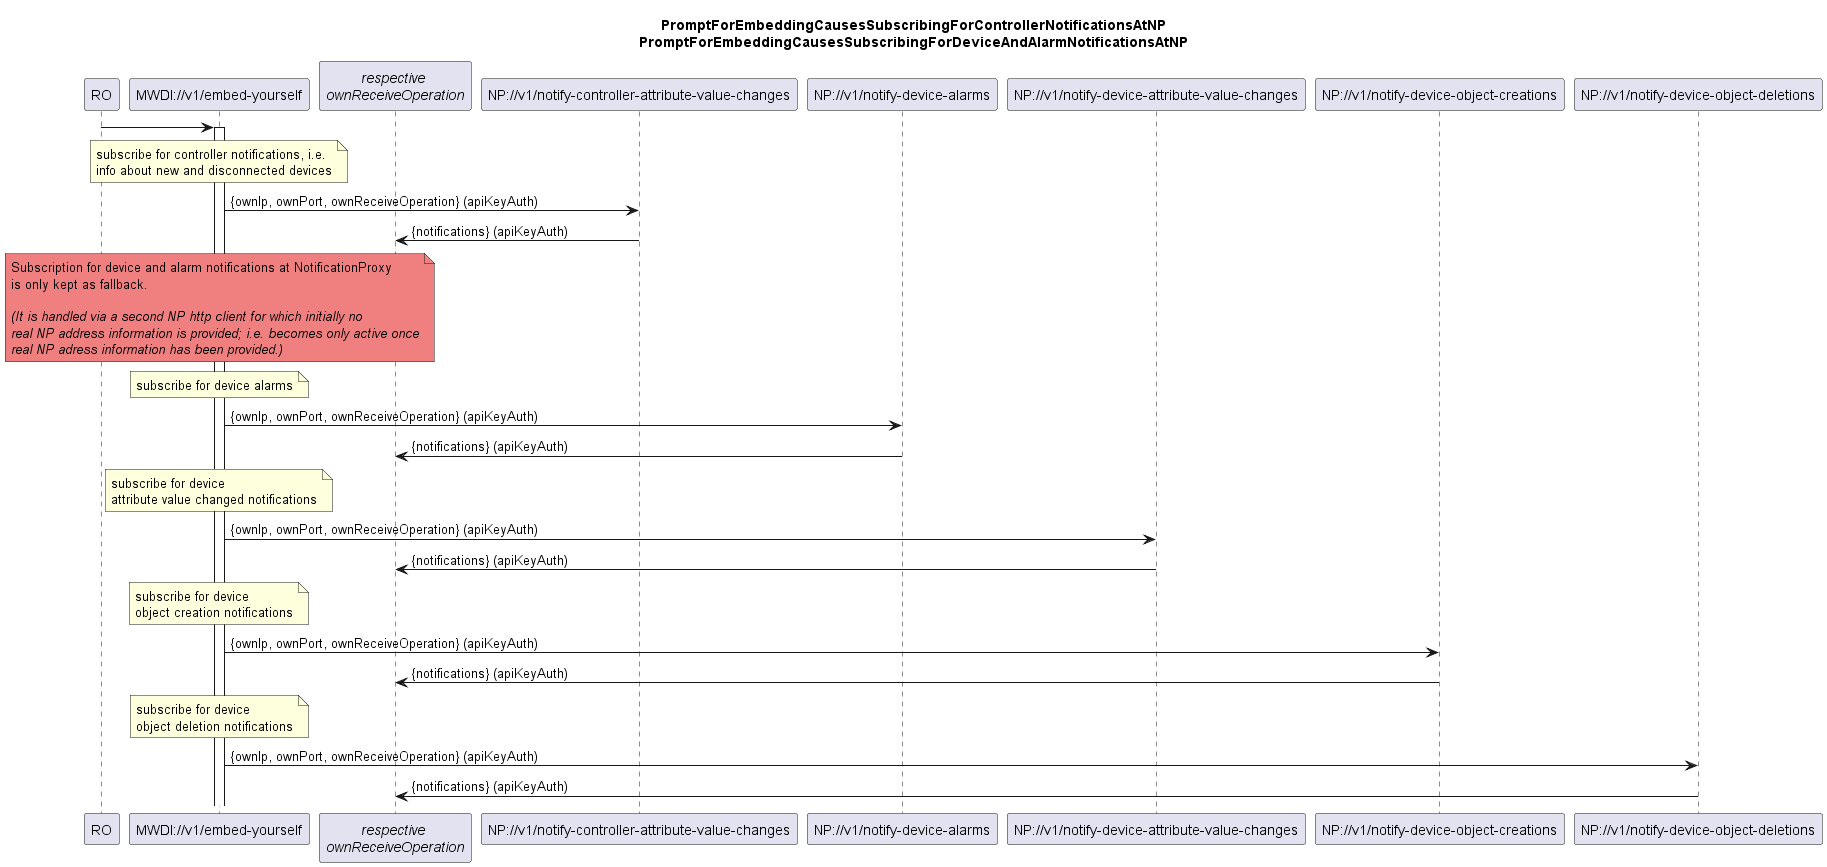 PromptForEmbeddingCausesSubscribingForControllerNotificationsAtNP
PromptForEmbeddingCausesSubscribingForDeviceAndAlarmNotificationsAtNP
RO
MWDI://v1/embed-yourself
respective
ownReceiveOperation
NP://v1/notify-controller-attribute-value-changes
NP://v1/notify-device-alarms
NP://v1/notify-device-attribute-value-changes
NP://v1/notify-device-object-creations
NP://v1/notify-device-object-deletions
subscribe for controller notifications, i.e.
info about new and disconnected devices
{ownIp, ownPort, ownReceiveOperation} (apiKeyAuth)
{notifications} (apiKeyAuth)
Subscription for device and alarm notifications at NotificationProxy
is only kept as fallback.
(It is handled via a second NP http client for which initially no
real NP address information is provided; i.e. becomes only active once
real NP adress information has been provided.)
subscribe for device alarms
{ownIp, ownPort, ownReceiveOperation} (apiKeyAuth)
{notifications} (apiKeyAuth)
subscribe for device
attribute value changed notifications
{ownIp, ownPort, ownReceiveOperation} (apiKeyAuth)
{notifications} (apiKeyAuth)
subscribe for device
object creation notifications
{ownIp, ownPort, ownReceiveOperation} (apiKeyAuth)
{notifications} (apiKeyAuth)
subscribe for device
object deletion notifications
{ownIp, ownPort, ownReceiveOperation} (apiKeyAuth)
{notifications} (apiKeyAuth)
RO
MWDI://v1/embed-yourself
respective
ownReceiveOperation
NP://v1/notify-controller-attribute-value-changes
NP://v1/notify-device-alarms
NP://v1/notify-device-attribute-value-changes
NP://v1/notify-device-object-creations
NP://v1/notify-device-object-deletions